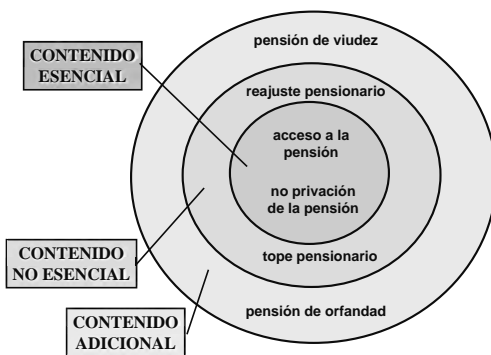 pensión de viudez
CONTENIDO
ESENCIAL
reajuste pensionario
acceso a la
pensión
no privación
de la pensión
CONTENIDO
NO ESENCIAL
tope pensionario
CONTENIDO
ADICIONAL
pensión de orfandad